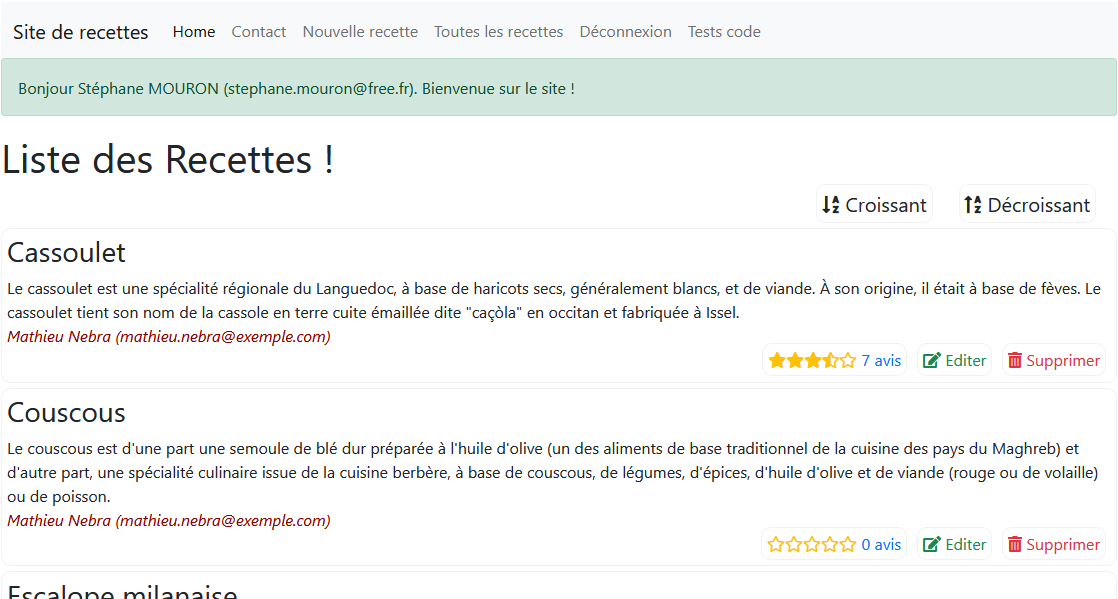 Site de recettes Home Contact Nouvelle recette Toutes les recettes Déconnexion Tests code
Bonjour Stéphane MOURON (stephane.mouron@free.fr). Bienvenue sur le site !
Liste des Recettes !
Croissant Décroissant
Cassoulet
Le cassoulet est une spécialité régionale du Languedoc, à base de haricots secs, généralement blancs, et de viande. À son origine, il était à base de fèves. Le
cassoulet tient son nom de la cassole en terre cuite émaillée dite "caçòla" en occitan et fabriquée à Issel.
Mathieu Nebra (mathieu.nebra@exemple.com)
7 avis Editer Supprimer
Couscous
Le couscous est d'une part une semoule de blé dur préparée à l'huile d'olive (un des aliments de base traditionnel de la cuisine des pays du Maghreb) et
d'autre part, une spécialité culinaire issue de la cuisine berbère, à base de couscous, de légumes, d'épices, d'huile d'olive et de viande (rouge ou de volaille)
ou de poisson.
Mathieu Nebra (mathieu.nebra@exemple.com)
0 avis Editer Supprimer
Escalope milanaise